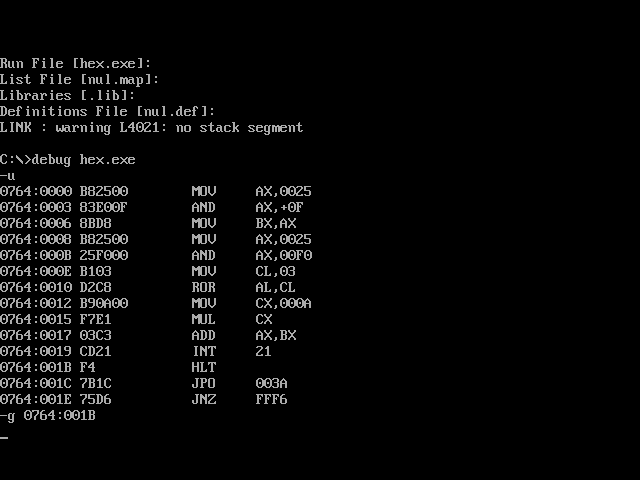 Run File [hex.exe]:
List File [nul.map]:
Libraries [.lib]:
Definitions File [nul.def]:
LINK : warning L4021: no stack segment
C:\>debug hex.exe
-u
0764:0000 B82500 MOV AX,0025
0764:0003 83E00F AND AX,+0F
0764:0006 8BD8 MOV BX,AX
0764:0008 B82500 MOV AX,0025
0764:000B 25F000 AND AX,00F0
0764:000E B103 MOV CL,03
0764:0010 D2C8 ROR AL,CL
0764:0012 B90A00 MOV CX,000A
0764:0015 F7E1 MUL CX
0764:0017 03C3 ADD AX,BX
0764:0019 CD21 INT 21
0764:001B F4 HLT
0764:001C 7B1C JPO 003A
0764:001E 75D6 JNZ FFF6
-g 0764:001B
_